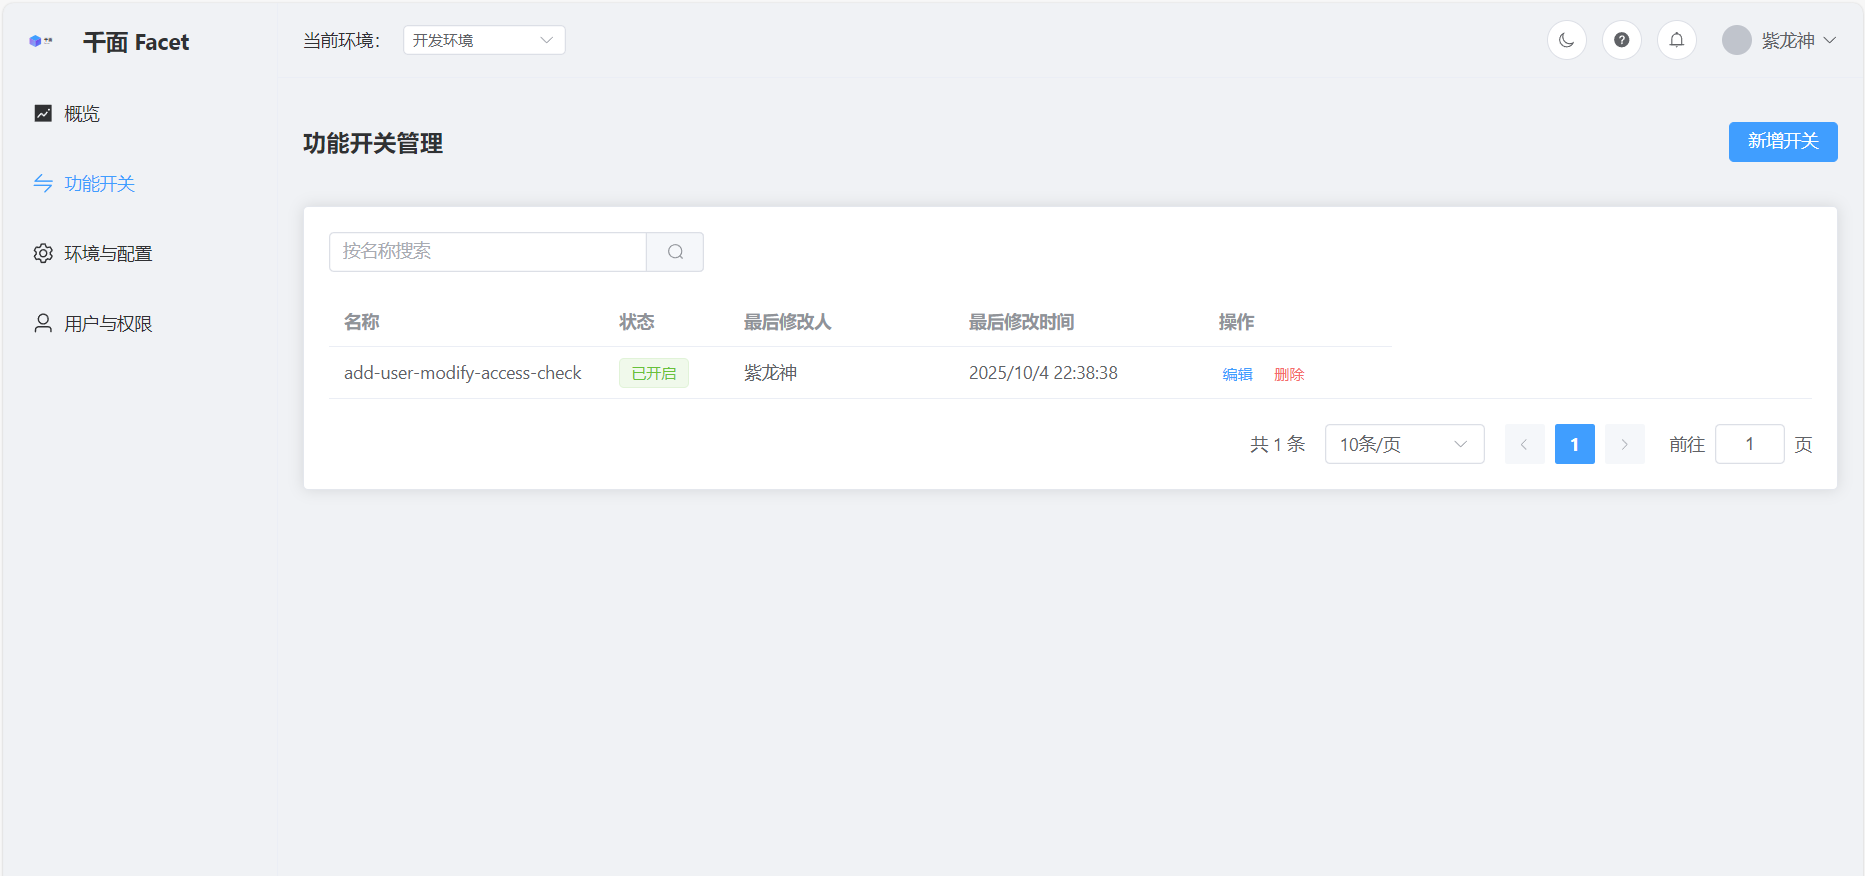 千面 Facet
当前环境： 开发环境
紫龙神
概览
功能开关
环境与配置
用户与权限
功能开关管理
新增开关
按名称搜索
名称 状态 最后修改人 最后修改时间 操作
add-user-modify-access-check 已开启 紫龙神 2025/10/4 22:38:38 编辑 删除
共 1 条 10条/页 1 前往 1 页